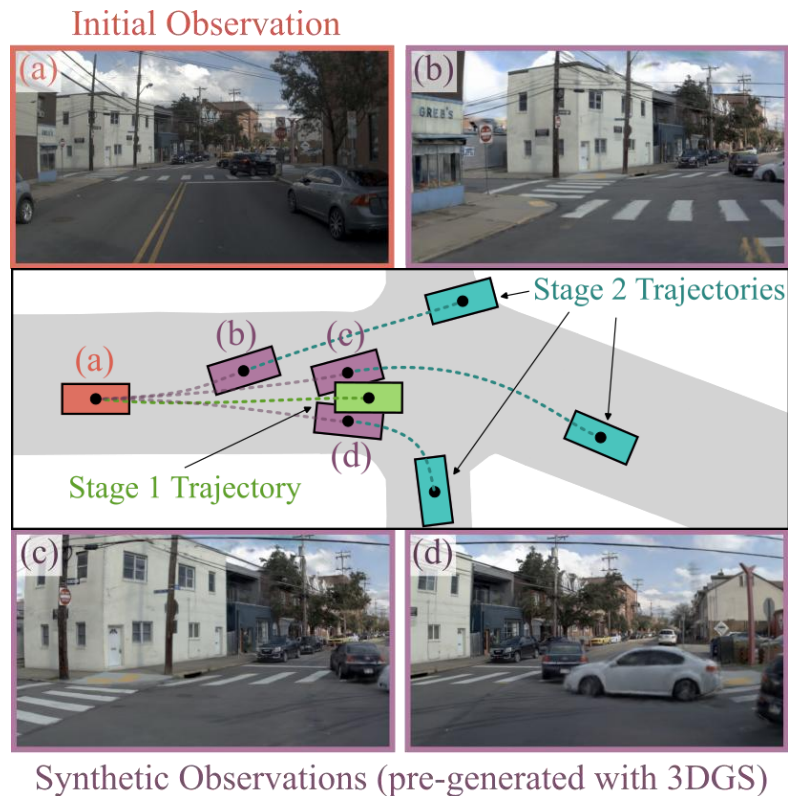 Initial Observation
(a)
(b)
GREB'S
(b)
(c)
Stage 2 Trajectories
(a)
(d)
Stage 1 Trajectory
(c)
(d)
Synthetic Observations (pre-generated with 3DGS)